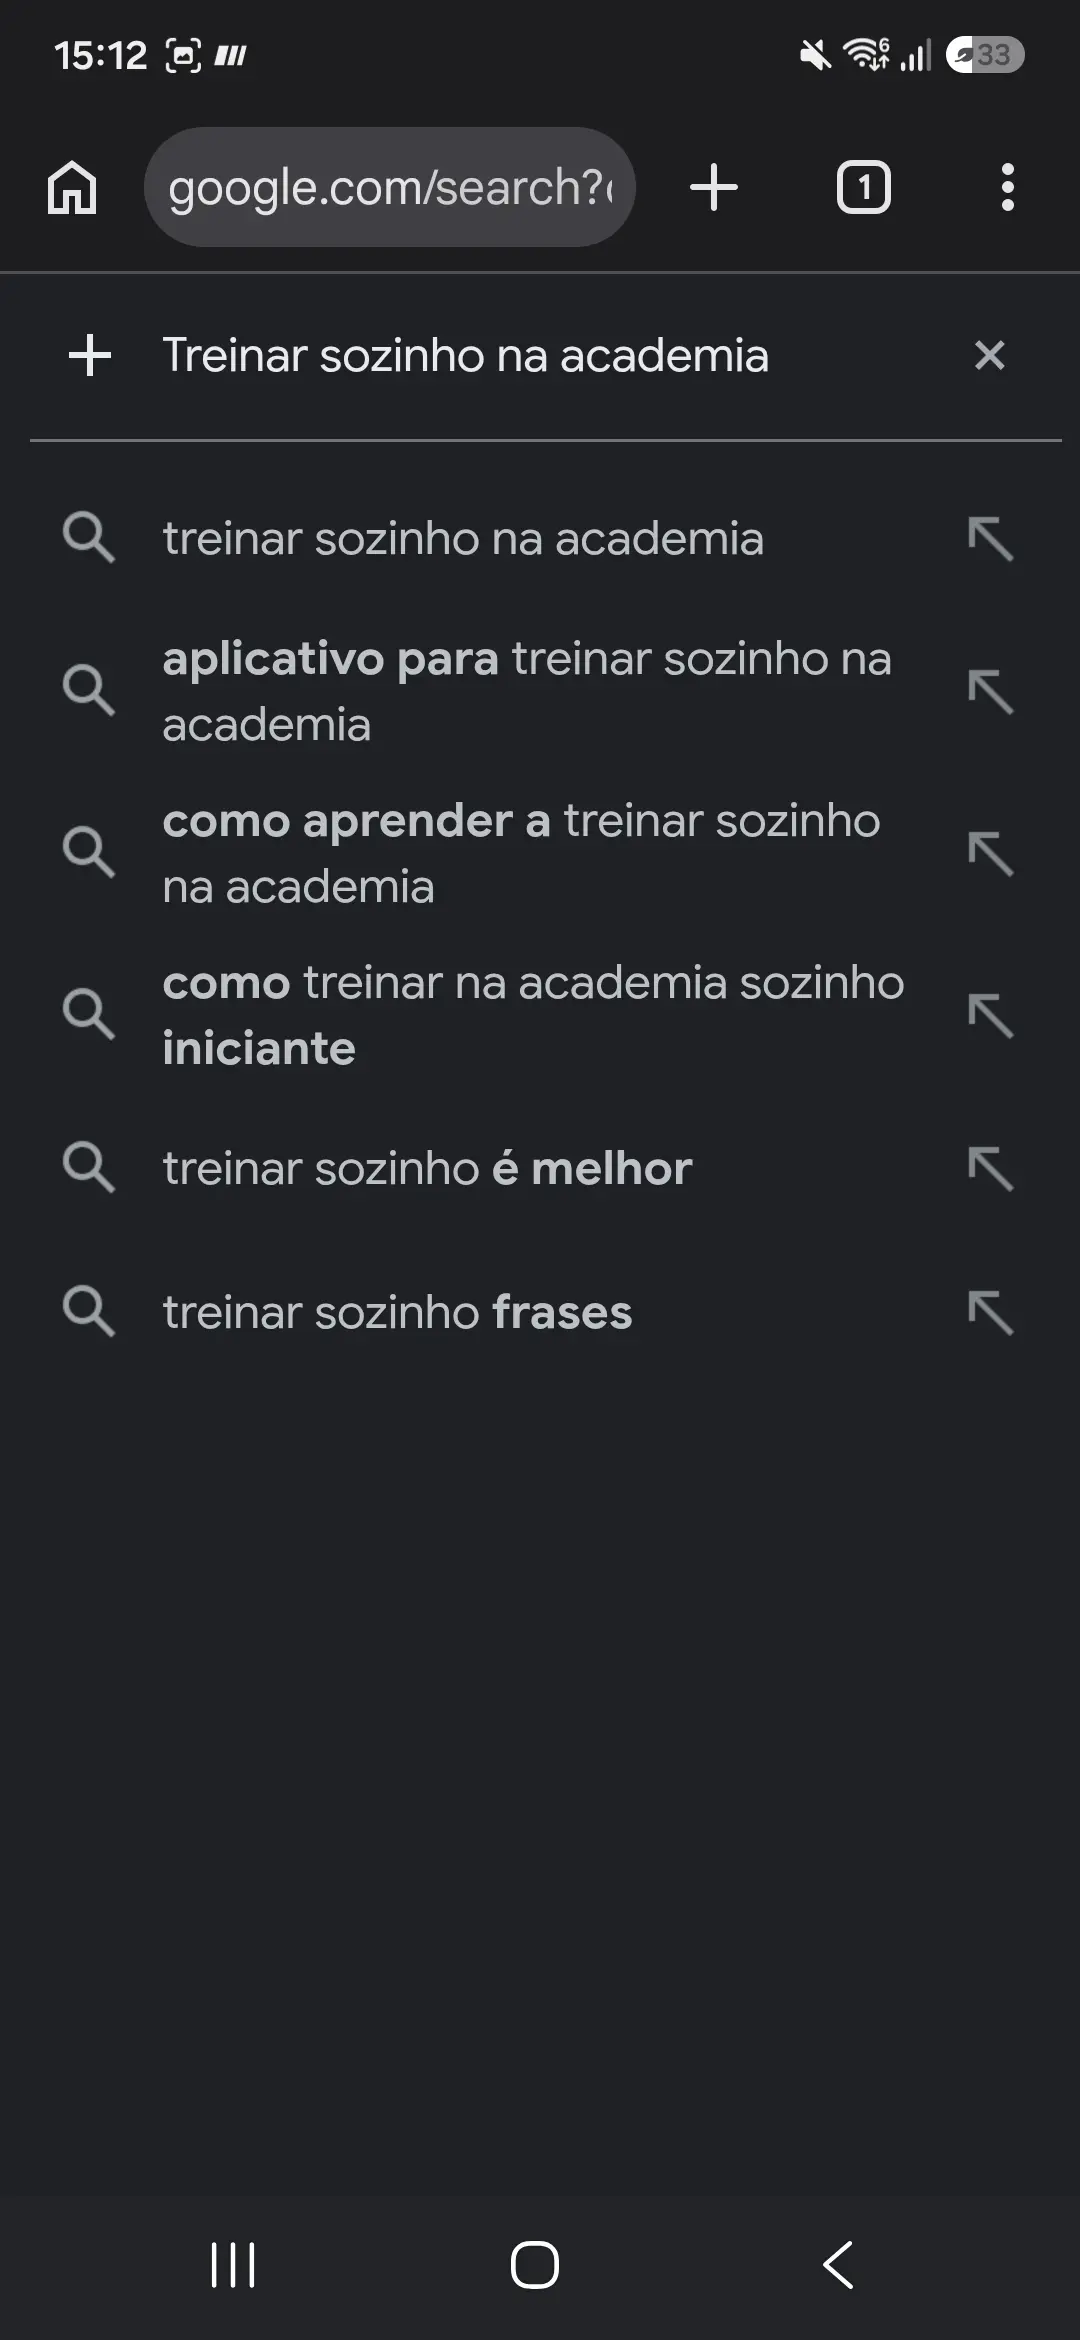 15:12
6
33
google.com/search?
1
Treinar sozinho na academia
treinar sozinho na academia
aplicativo para treinar sozinho na
academia
como aprender a treinar sozinho
na academia
como treinar na academia sozinho
iniciante
treinar sozinho é melhor
treinar sozinho frases